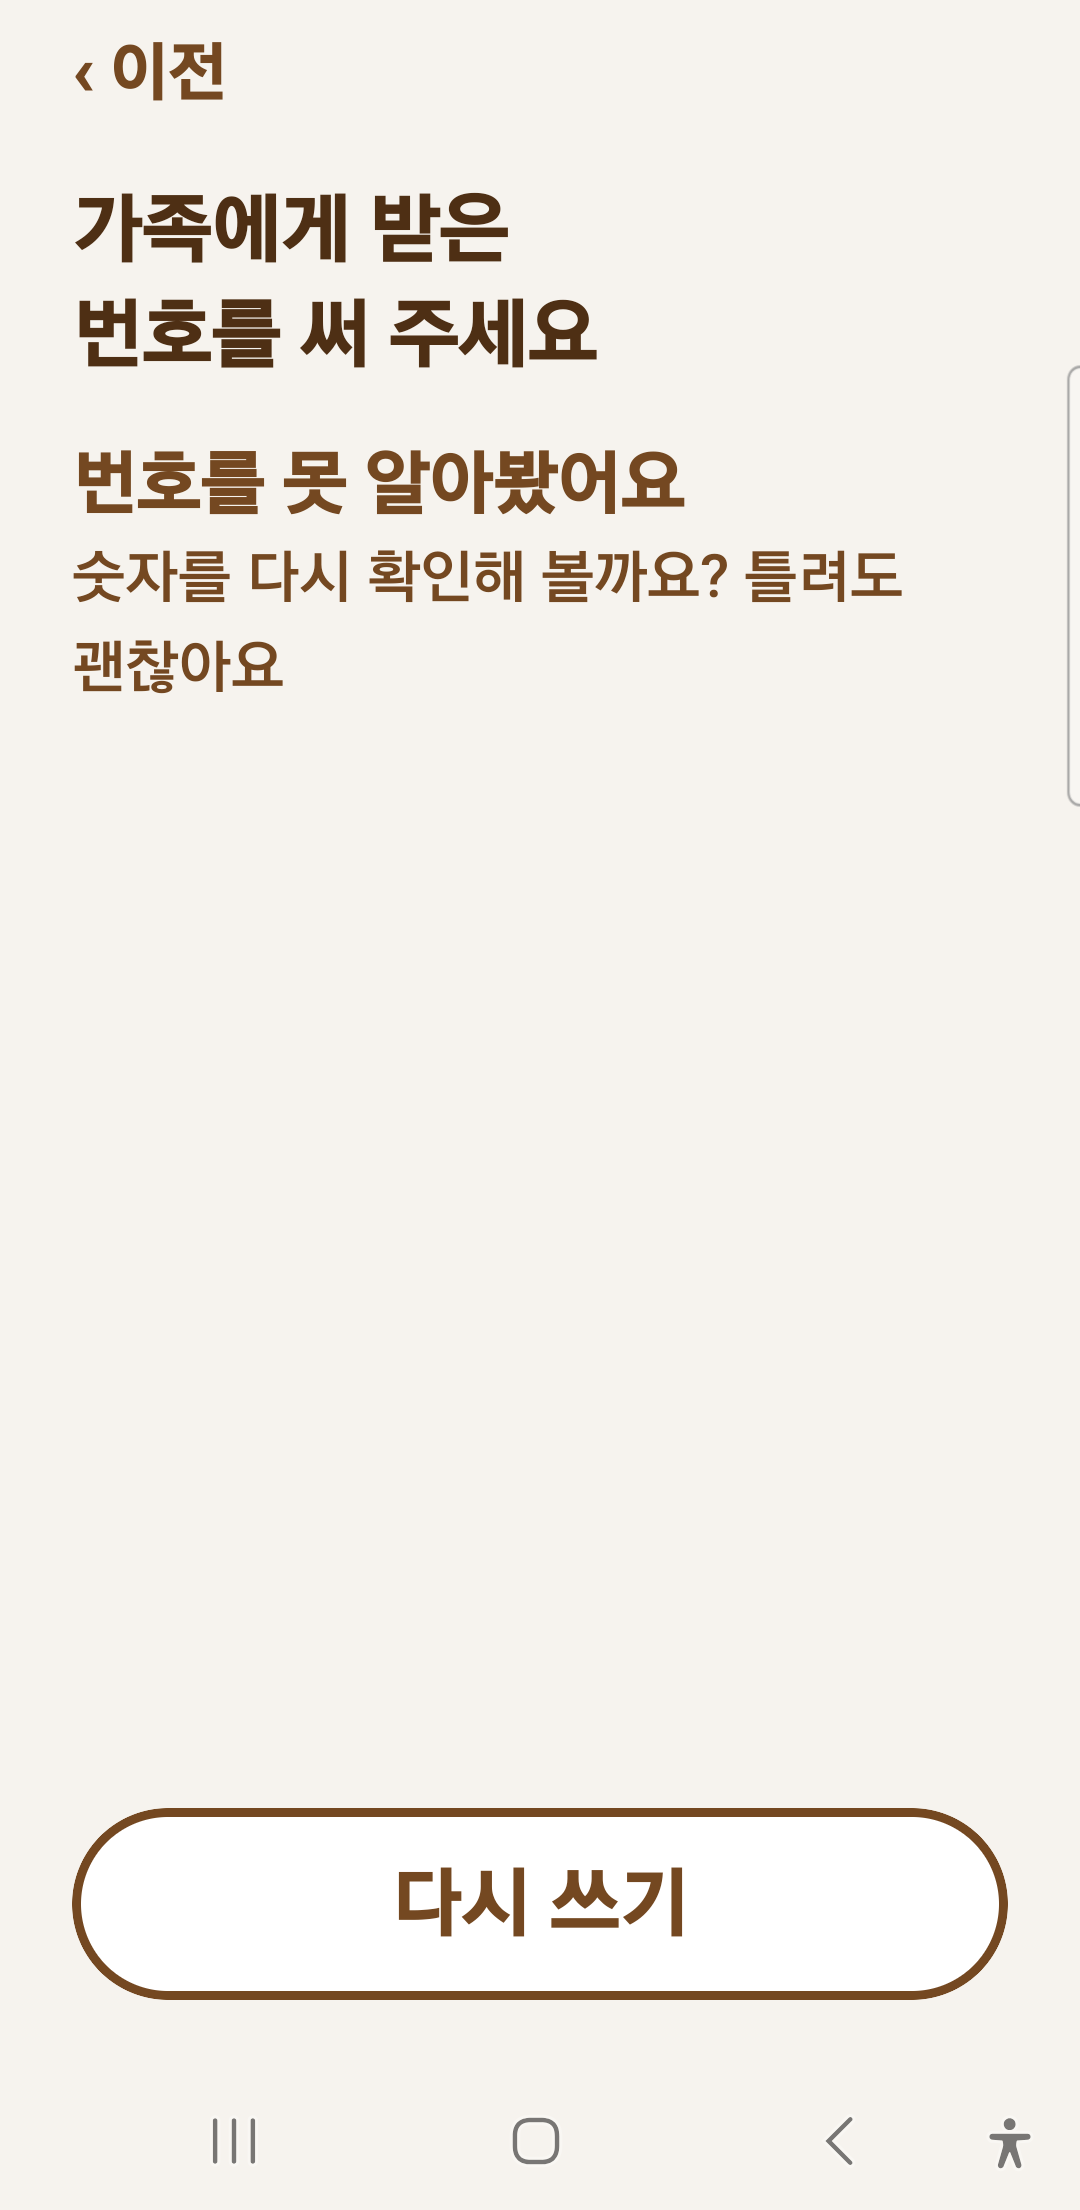 ‹ 이전
가족에게 받은
번호를 써 주세요
번호를 못 알아봤어요
숫자를 다시 확인해 볼까요? 틀려도
괜찮아요
다시 쓰기